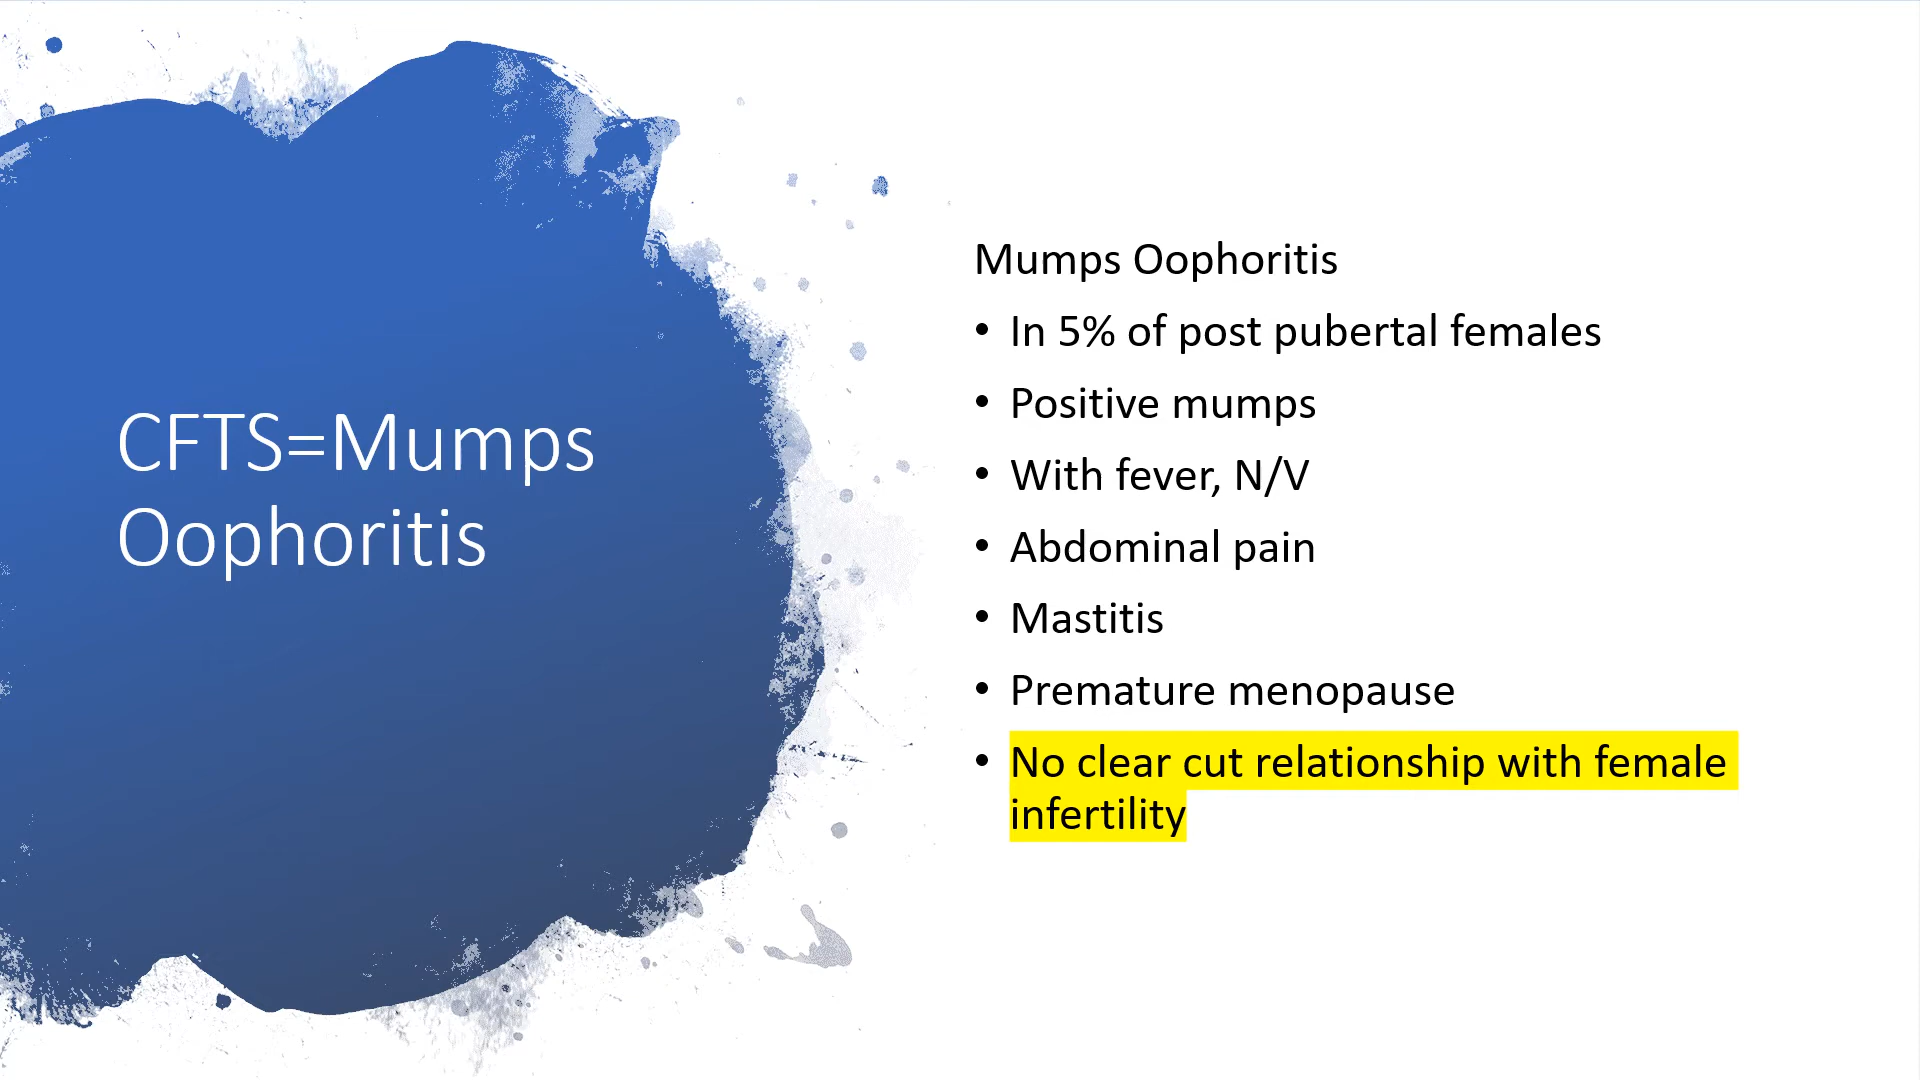 CFTS=Mumps
Oophoritis
Mumps Oophoritis
• In 5% of post pubertal females
• Positive mumps
• With fever, N/V
• Abdominal pain
• Mastitis
• Premature menopause
• No clear cut relationship with female
infertility